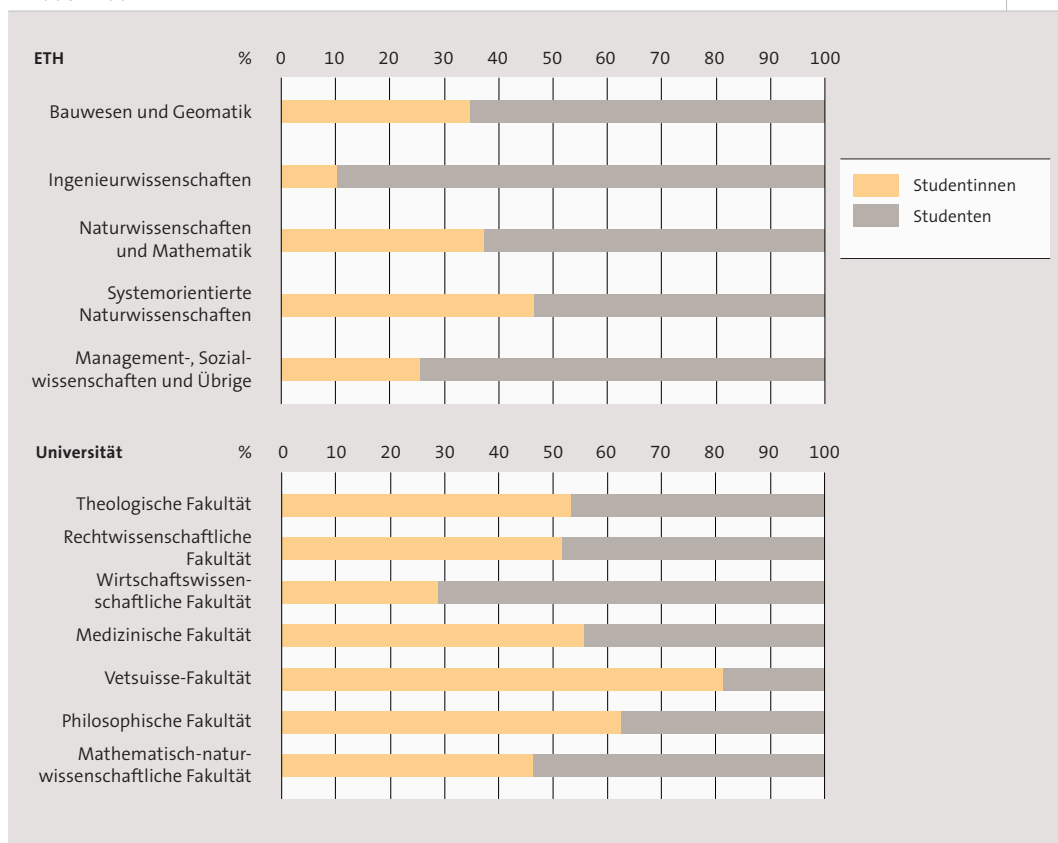 ETH % 0 10 20 30 40 50 60 70 80 90 100
Bauwesen und Geomatik
Ingenieurwissenschaften
Naturwissenschaften
und Mathematik
Systemorientierte
Naturwissenschaften
Management-, Sozial-
wissenschaften und Übrige
Studentinnen
Studenten
Universität % 0 10 20 30 40 50 60 70 80 90 100
Theologische Fakultät
Rechtwissenschaftliche
Fakultät
Wirtschaftswissen-
schaftliche Fakultät
Medizinische Fakultät
Vetsuisse-Fakultät
Philosophische Fakultät
Mathematisch-natur-
wissenschaftliche Fakultät